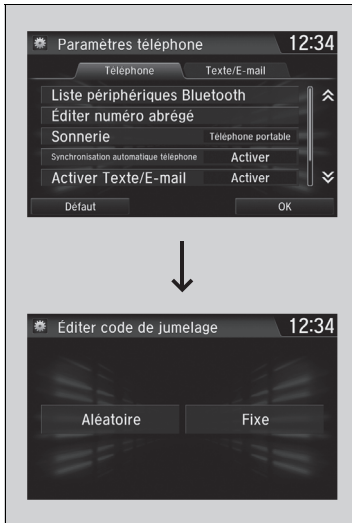 Paramètres téléphone 12:34
Téléphone Texte/E-mail
Liste périphériques Bluetooth
Éditer numéro abrégé
Sonnerie Téléphone portable
Synchronisation automatique téléphone Activer
Activer Texte/E-mail Activer
Défaut OK
Éditer code de jumelage 12:34
Aléatoire Fixe